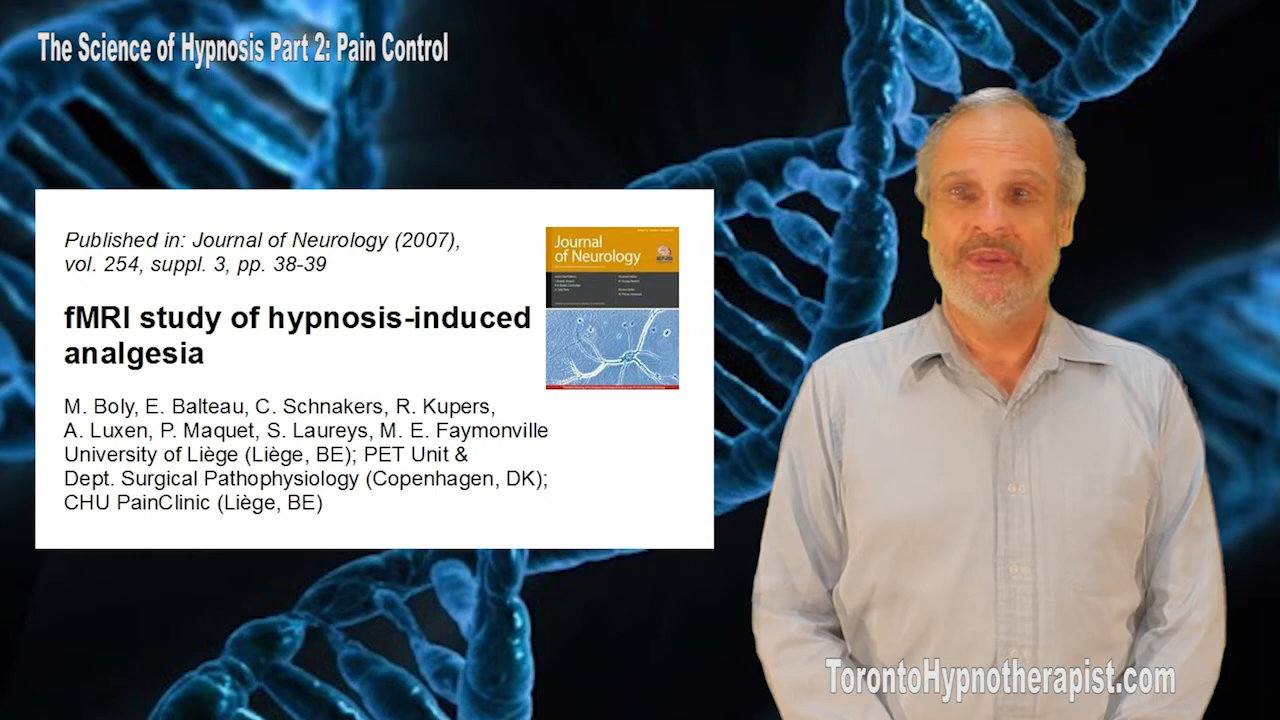 The Science of Hypnosis Part 2: Pain Control
Published in: Journal of Neurology (2007),
vol. 254, suppl. 3, pp. 38-39
Journal
of Neurology
fMRI study of hypnosis-induced
analgesia
M. Boly, E. Balteau, C. Schnakers, R. Kupers,
A. Luxen, P. Maquet, S. Laureys, M. E. Faymonville
University of Liège (Liège, BE); PET Unit &
Dept. Surgical Pathophysiology (Copenhagen, DK);
CHU PainClinic (Liège, BE)
TorontoHypnotherapist.com